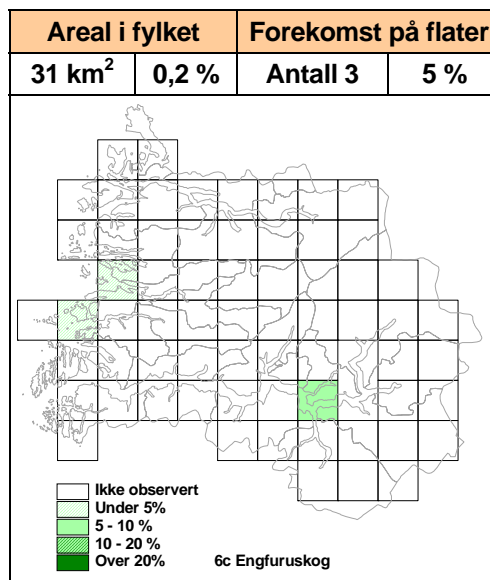 Areal i fylket Forekomst på flater
31 km² 0,2 % Antall 3 5 %
Ikke observert
Under 5%
5 - 10 %
10 - 20 %
Over 20% 6c Engfuruskog